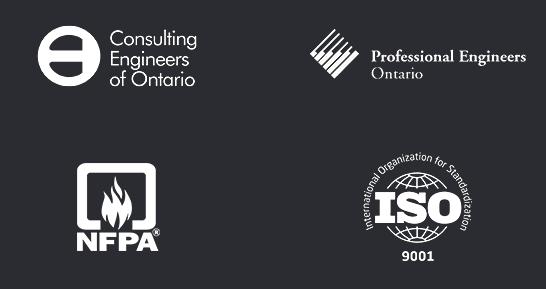 Consulting
Engineers
of Ontario
Professional Engineers
Ontario
NFPA®
International Organization for Standardization
ISO
9001